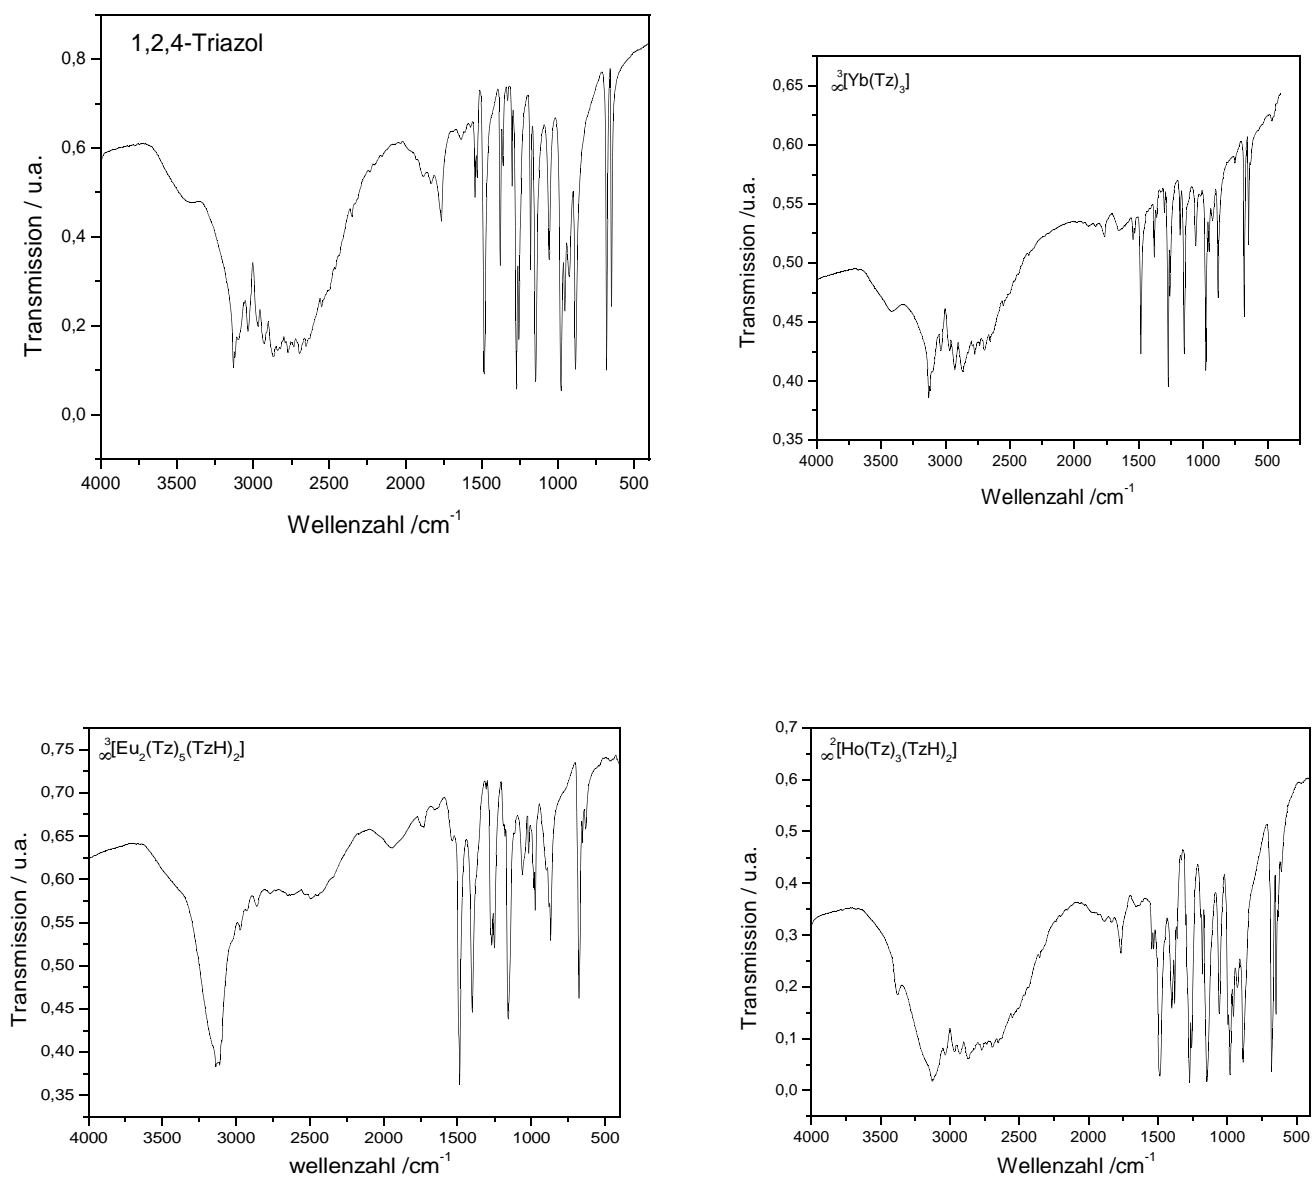 1,2,4-Triazol
0,8
0,6
0,4
0,2
0,0
Transmission / u.a.
4000 3500 3000 2500 2000 1500 1000 500
Wellenzahl /cm⁻¹
³∞[Yb(Tz)₃]
0,65
0,60
0,55
0,50
0,45
0,40
0,35
Transmission /u.a.
4000 3500 3000 2500 2000 1500 1000 500
Wellenzahl /cm⁻¹
³∞[Eu₂(Tz)₅(TzH)₂]
0,75
0,70
0,65
0,60
0,55
0,50
0,45
0,40
0,35
Transmission / u.a.
4000 3500 3000 2500 2000 1500 1000 500
wellenzahl /cm⁻¹
²∞[Ho(Tz)₃(TzH)₂]
0,7
0,6
0,5
0,4
0,3
0,2
0,1
0,0
Transmission / u.a.
4000 3500 3000 2500 2000 1500 1000 500
Wellenzahl /cm⁻¹